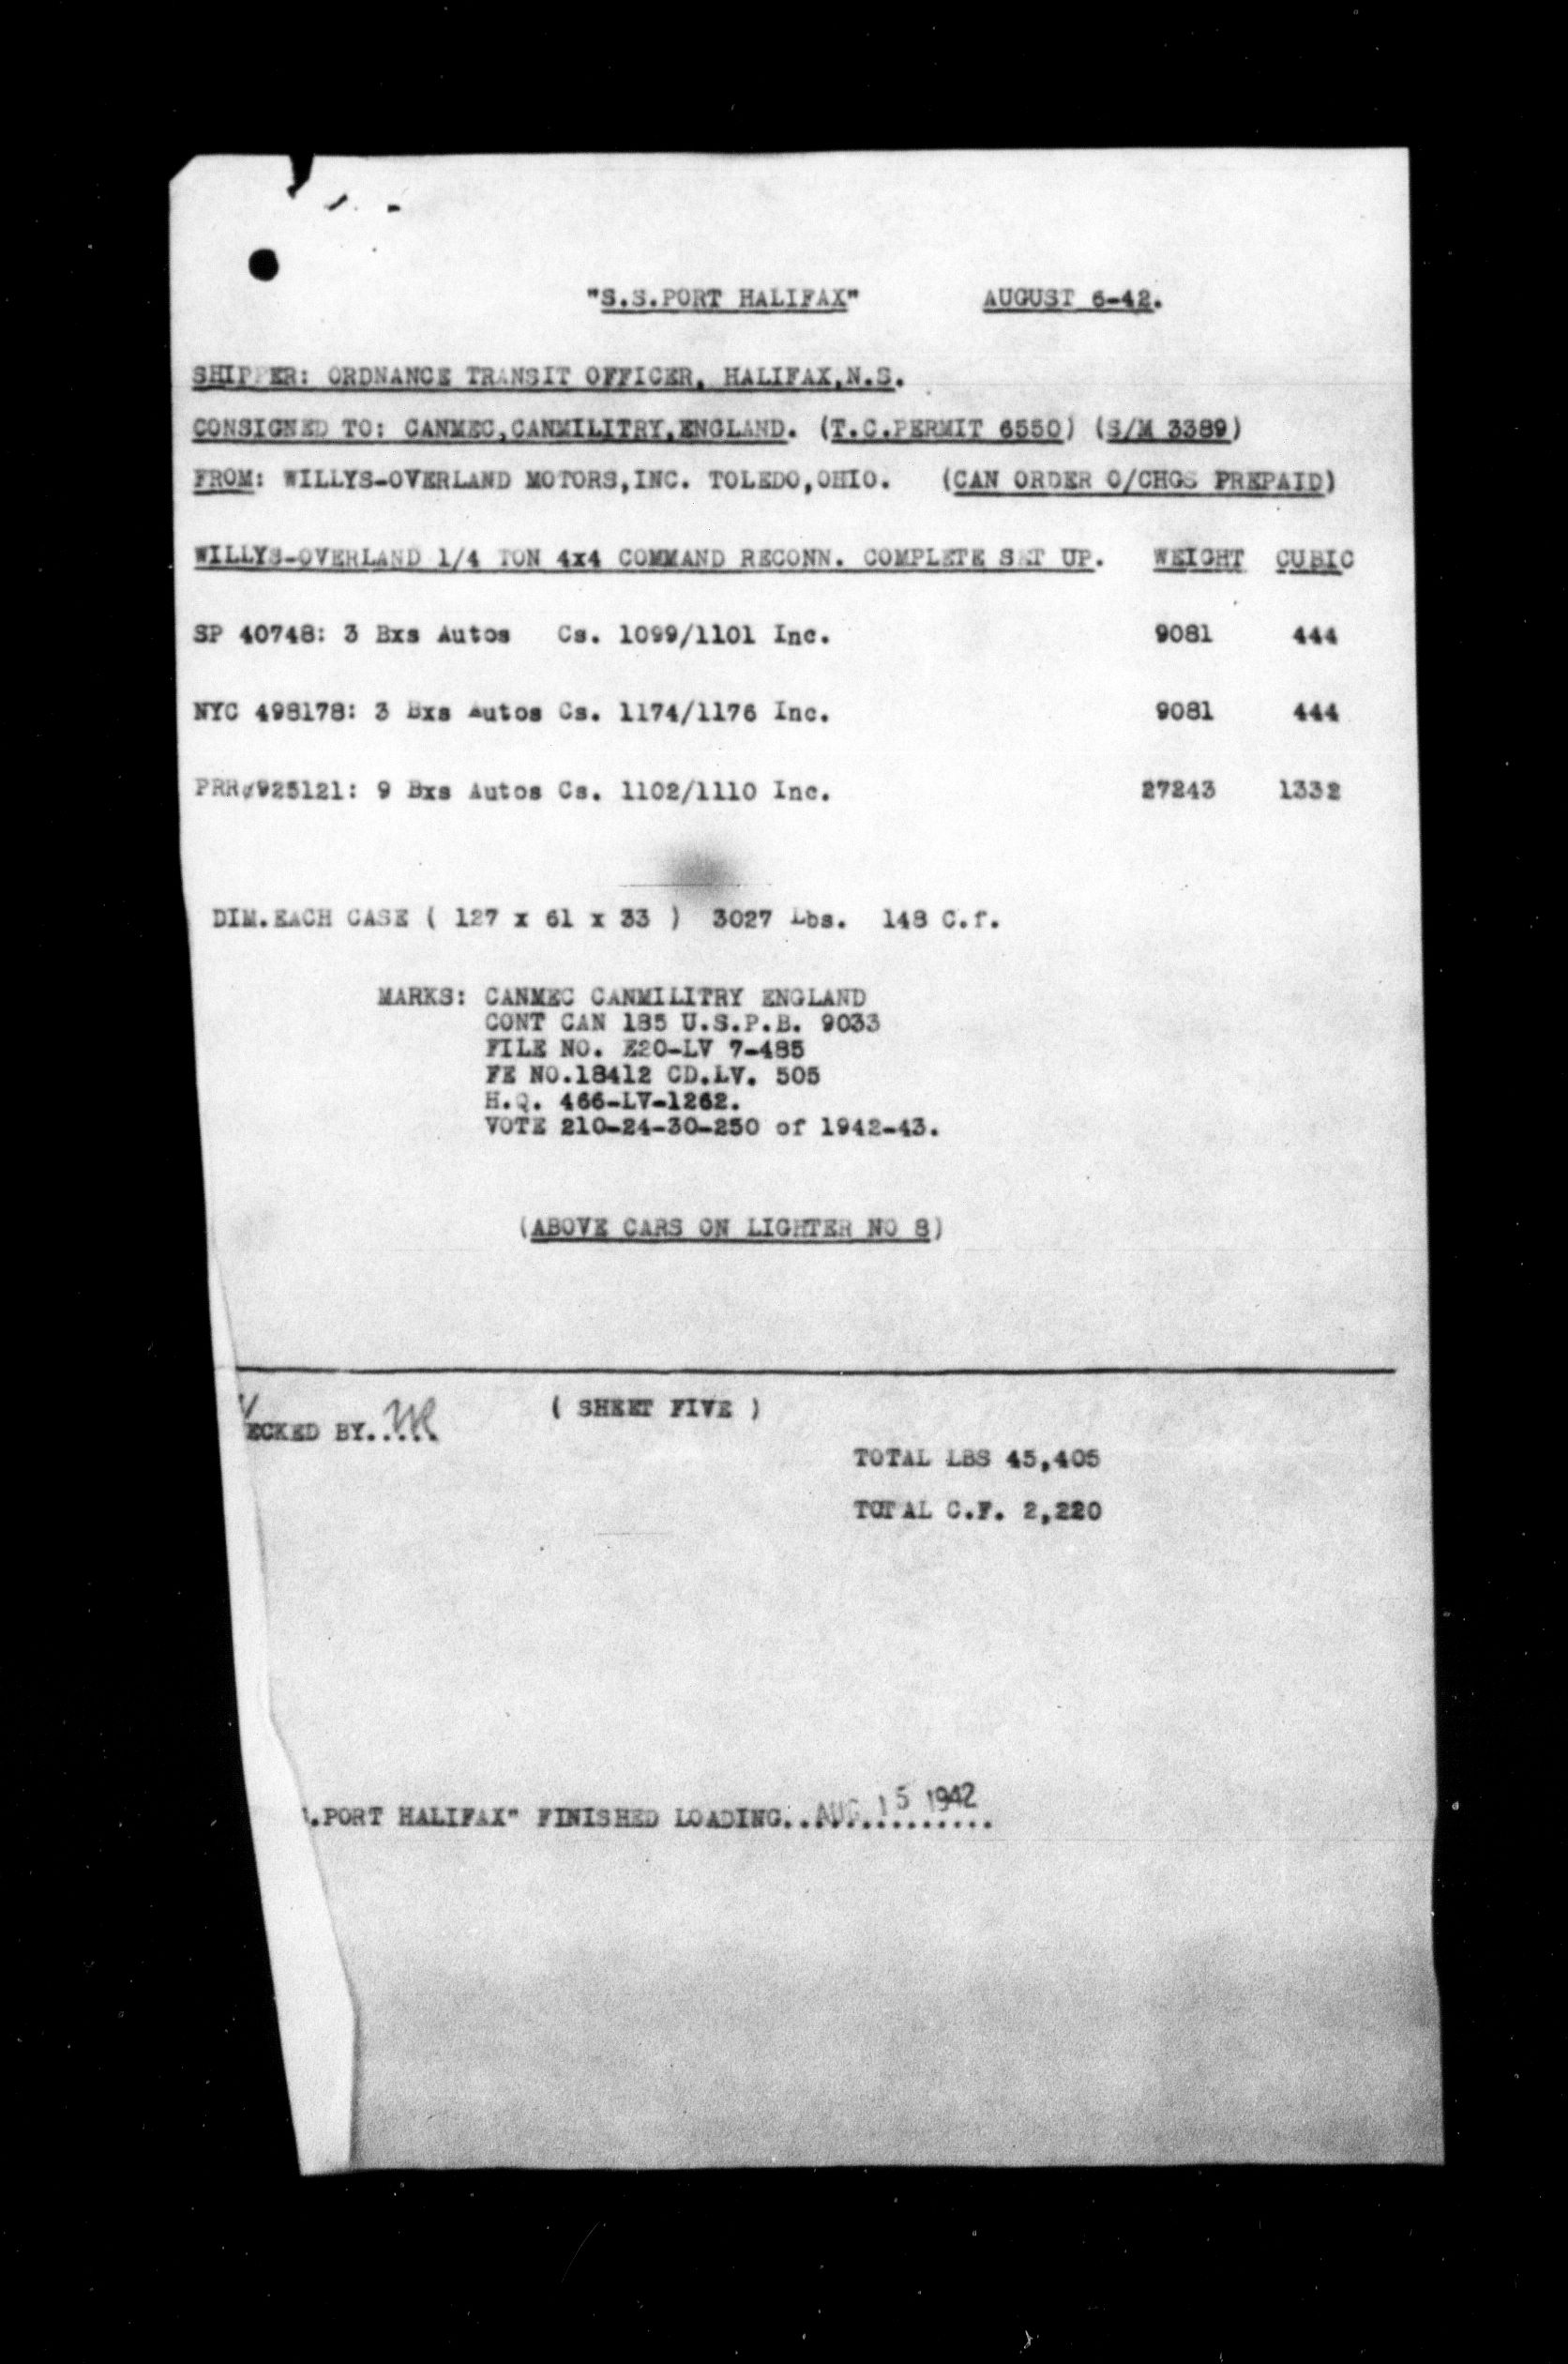 "S.S.PORT HALIFAX" AUGUST 6-42.
SHIPPER: ORDNANCE TRANSIT OFFICER, HALIFAX,N.S.
CONSIGNED TO: CANMEC,CANMILITRY,ENGLAND. (T.C.PERMIT 6550) (S/M 3389)
FROM: WILLYS-OVERLAND MOTORS,INC. TOLEDO,OHIO. (CAN ORDER O/CHGS PREPAID)
WILLYS-OVERLAND 1/4 TON 4x4 COMMAND RECONN. COMPLETE SET UP. WEIGHT CUBIC
SP 40748: 3 Bxs Autos Cs. 1099/1101 Inc. 9081 444
NYC 498178: 3 Bxs Autos Cs. 1174/1176 Inc. 9081 444
PRR 925121: 9 Bxs Autos Cs. 1102/1110 Inc. 27243 1332
DIM.EACH CASE ( 127 x 61 x 33 ) 3027 Lbs. 148 C.f.
MARKS: CANMEC CANMILITRY ENGLAND
CONT CAN 185 U.S.P.B. 9033
FILE NO. E20-LV 7-485
FE NO.18412 CD.LV. 505
H.Q. 466-LV-1262.
VOTE 210-24-30-250 of 1942-43.
(ABOVE CARS ON LIGHTER NO 8)
( SHEET FIVE )
ECKED BY.....
TOTAL LBS 45,405
TOTAL C.F. 2,220
.PORT HALIFAX" FINISHED LOADING..AUG 15 1942